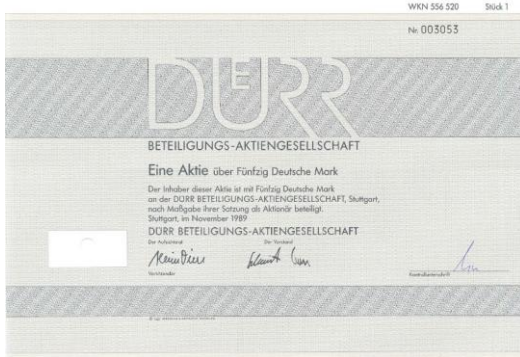 WKN 556 520 Stück 1
Nr. 003053
DÜRR
BETEILIGUNGS-AKTIENGESELLSCHAFT
Eine Aktie über Fünfzig Deutsche Mark
Der Inhaber dieser Aktie ist mit Fünfzig Deutsche Mark
an der DÜRR BETEILIGUNGS-AKTIENGESELLSCHAFT, Stuttgart,
nach Maßgabe ihrer Satzung als Aktionär beteiligt.
Stuttgart, im November 1989
DÜRR BETEILIGUNGS-AKTIENGESELLSCHAFT
Der Aufsichtsrat Der Vorstand
Vorsitzender Kontrollunterschrift